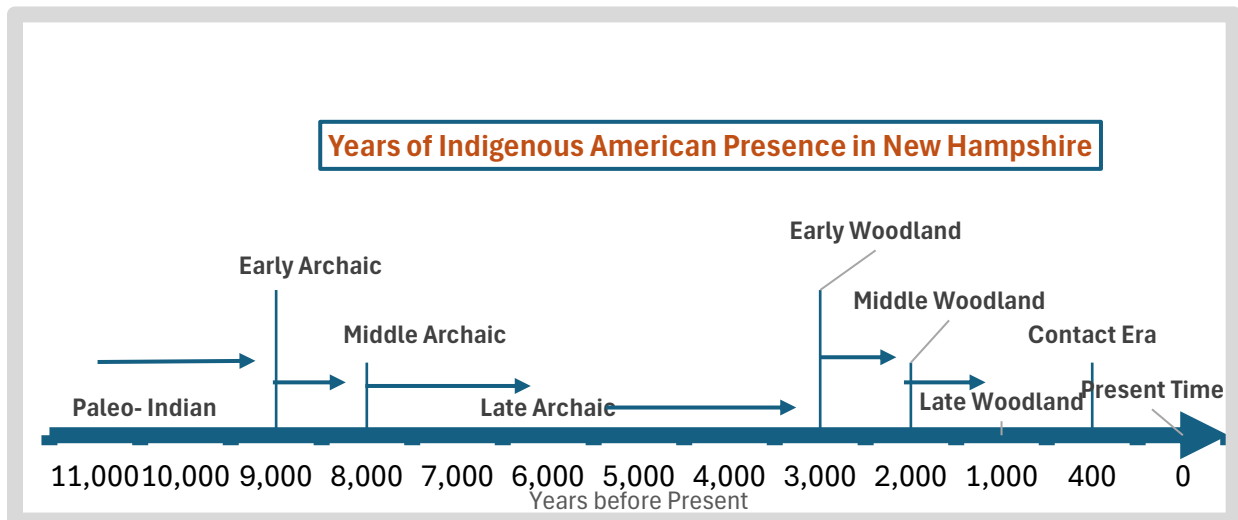 Years of Indigenous American Presence in New Hampshire
Early Woodland
Early Archaic
Middle Woodland
Middle Archaic
Contact Era
Present Time
Paleo- Indian
Late Archaic
Late Woodland
11,000 10,000 9,000 8,000 7,000 6,000 5,000 4,000 3,000 2,000 1,000 400 0
Years before Present